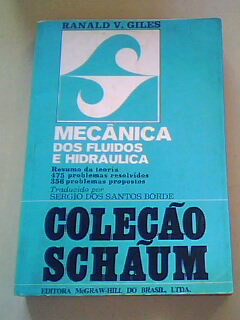 RANALD V. GILES
MECÂNICA
DOS FLUIDOS
E HIDRÁULICA
Resumo da teoria
475 problemas resolvidos
356 problemas propostos
Traduzido por
SERGIO DOS SANTOS BORDE
COLEÇÃO
SCHAUM
EDITORA McGRAW-HILL DO BRASIL, LTDA.